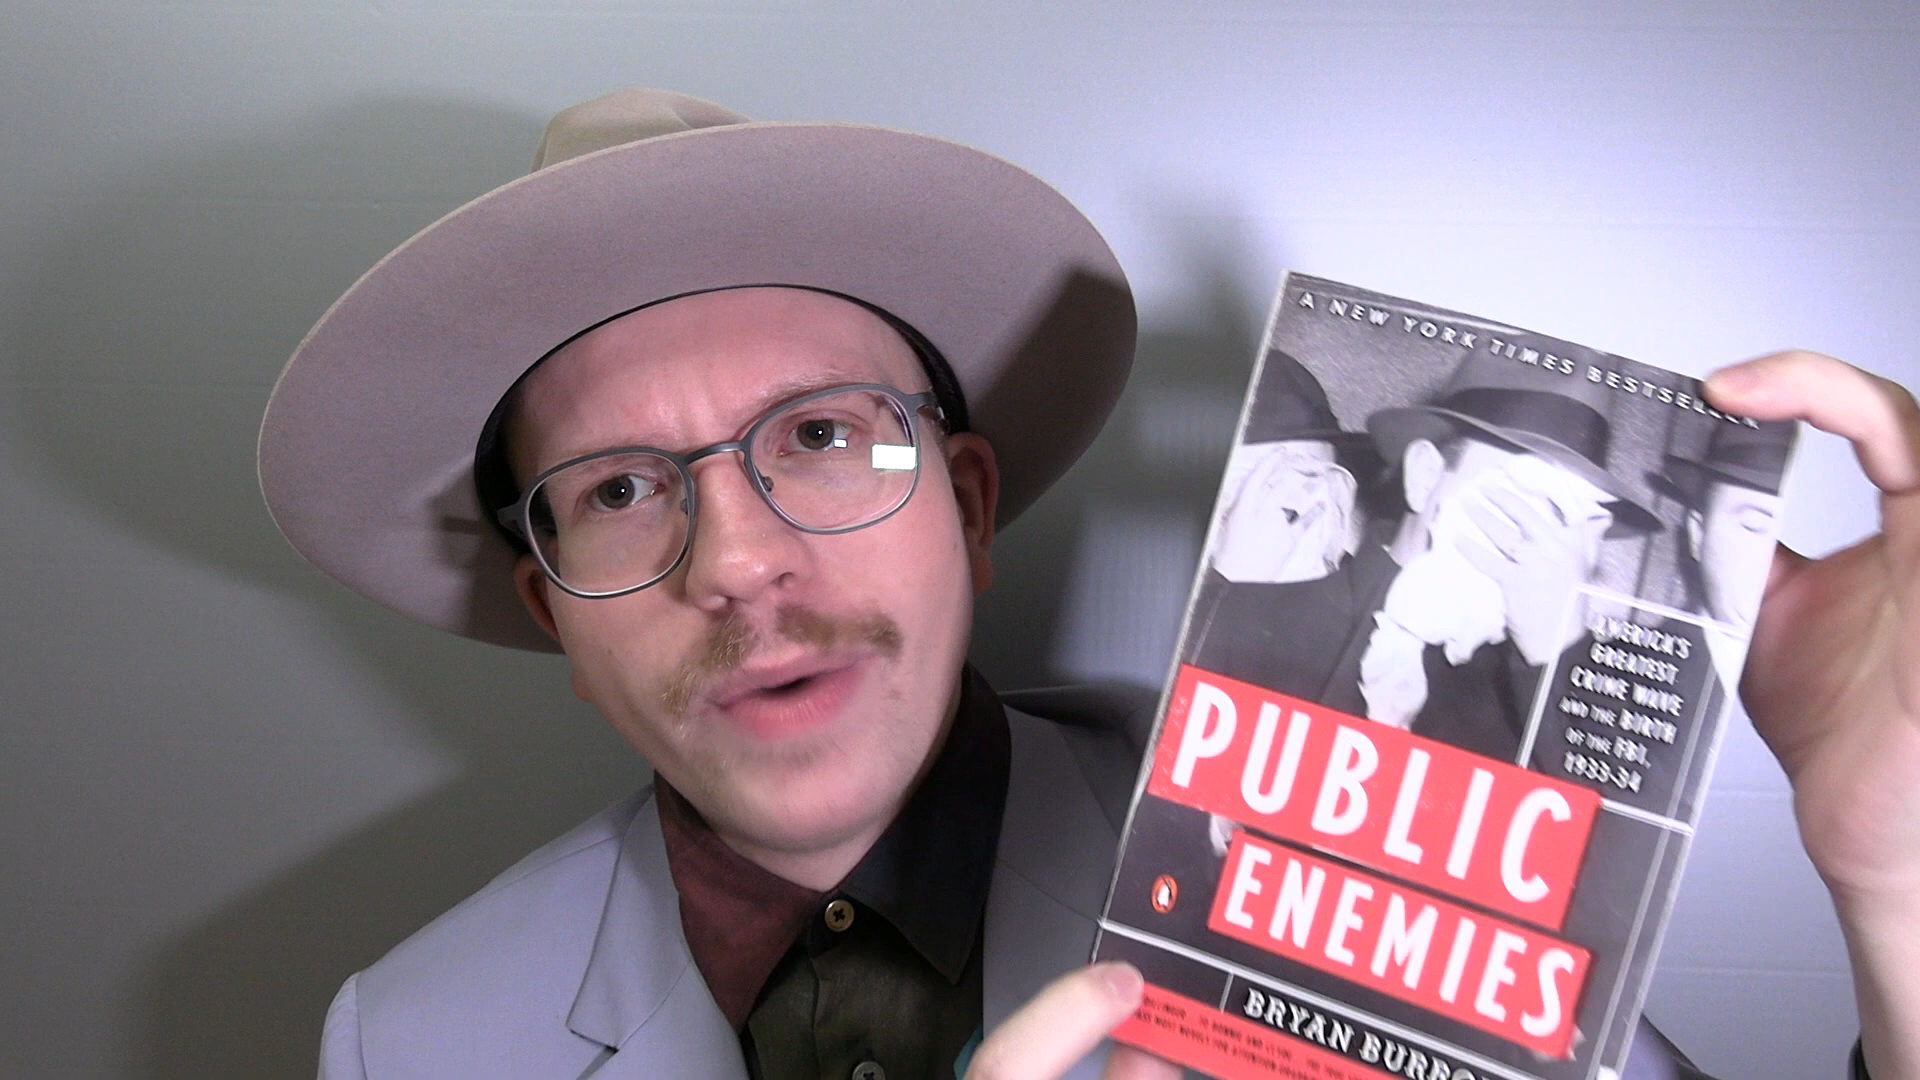 A NEW YORK TIMES BESTSELLER
AMERICA'S
GREATEST
CRIME WAVE
AND THE BIRTH
OF THE FBI,
1933-34
PUBLIC
ENEMIES
BRYAN